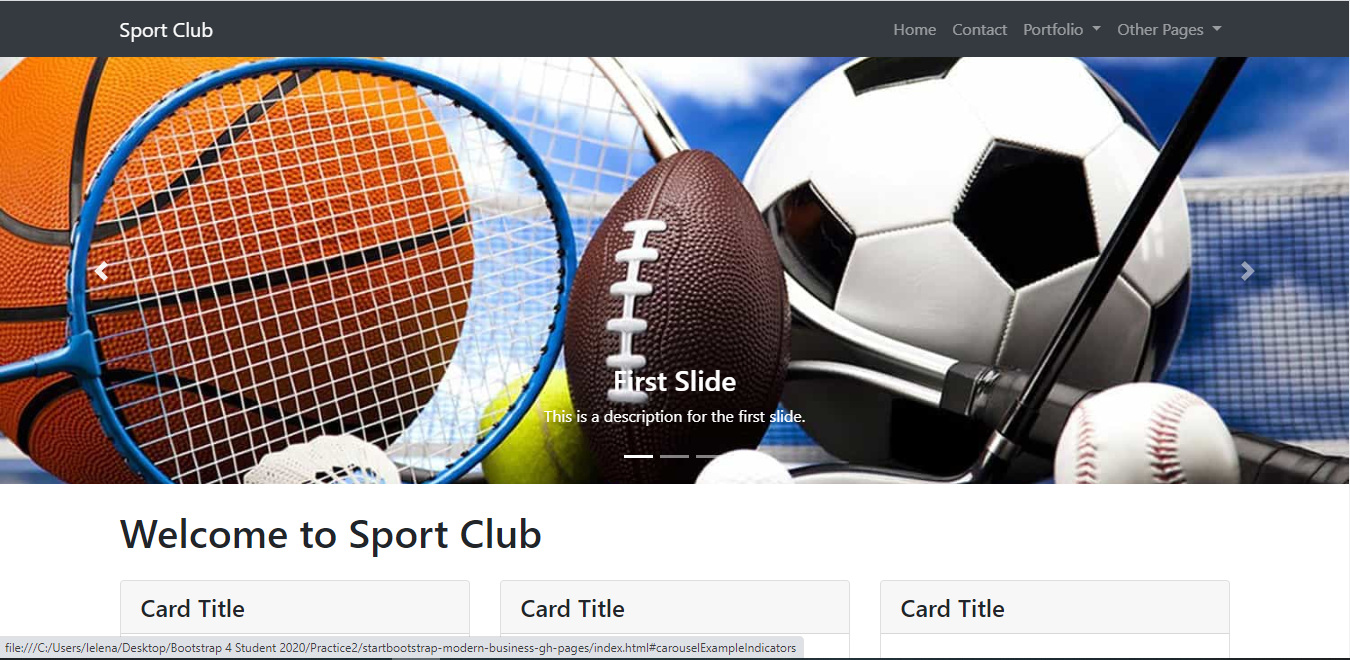 Sport Club
Home Contact Portfolio Other Pages
First Slide
This is a description for the first slide.
Welcome to Sport Club
Card Title Card Title Card Title
file:///C:/Users/lelena/Desktop/Bootstrap 4 Student 2020/Practice2/startbootstrap-modern-business-gh-pages/index.html#carouselExampleIndicators